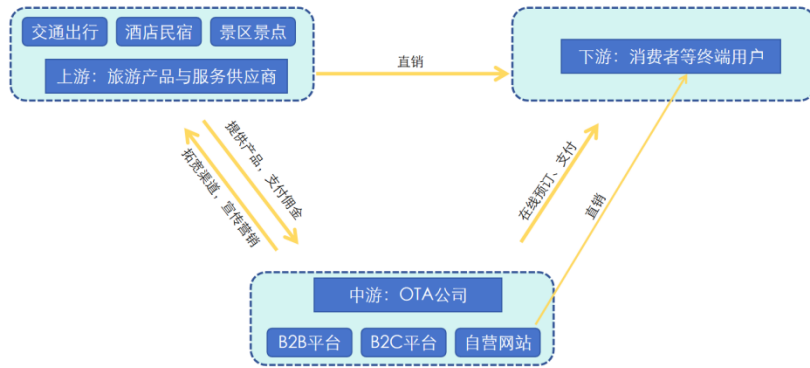 交通出行
酒店民宿
景区景点
上游：旅游产品与服务供应商
直销
下游：消费者等终端用户
提供产品，支付佣金
拓宽渠道，宣传营销
在线预订、支付
直销
中游：OTA公司
B2B平台
B2C平台
自营网站